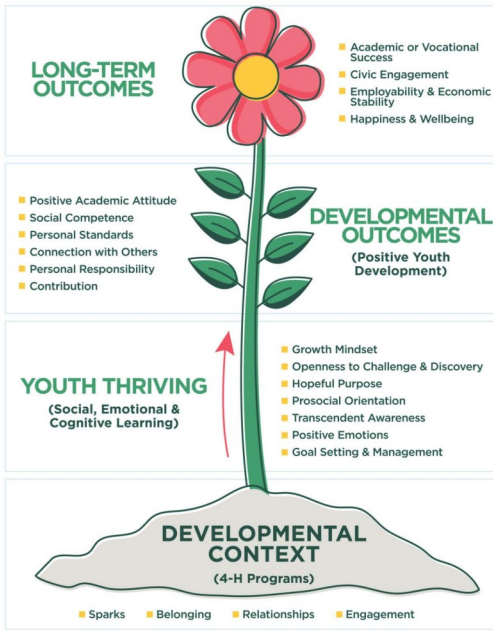 LONG-TERM
OUTCOMES
Academic or Vocational
Success
Civic Engagement
Employability & Economic
Stability
Happiness & Wellbeing
Positive Academic Attitude
Social Competence
Personal Standards
Connection with Others
Personal Responsibility
Contribution
DEVELOPMENTAL
OUTCOMES
(Positive Youth
Development)
YOUTH THRIVING
(Social, Emotional &
Cognitive Learning)
Growth Mindset
Openness to Challenge & Discovery
Hopeful Purpose
Prosocial Orientation
Transcendent Awareness
Positive Emotions
Goal Setting & Management
DEVELOPMENTAL
CONTEXT
(4-H Programs)
Sparks Belonging Relationships Engagement